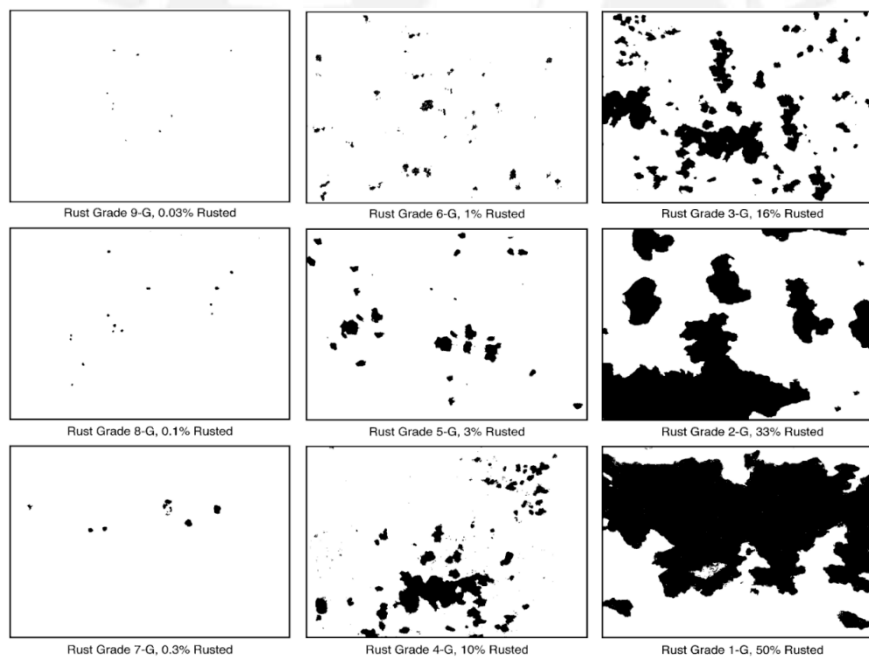 Rust Grade 9-G, 0.03% Rusted
Rust Grade 6-G, 1% Rusted
Rust Grade 3-G, 16% Rusted
Rust Grade 8-G, 0.1% Rusted
Rust Grade 5-G, 3% Rusted
Rust Grade 2-G, 33% Rusted
Rust Grade 7-G, 0.3% Rusted
Rust Grade 4-G, 10% Rusted
Rust Grade 1-G, 50% Rusted